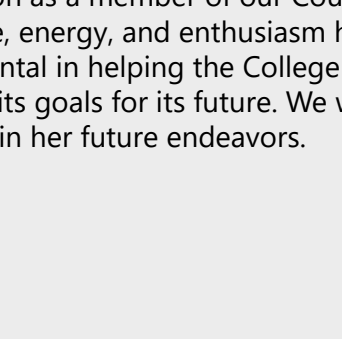 on as a member of our Cou
, energy, and enthusiasm h
ntal in helping the College
its goals for its future. We w
in her future endeavors.